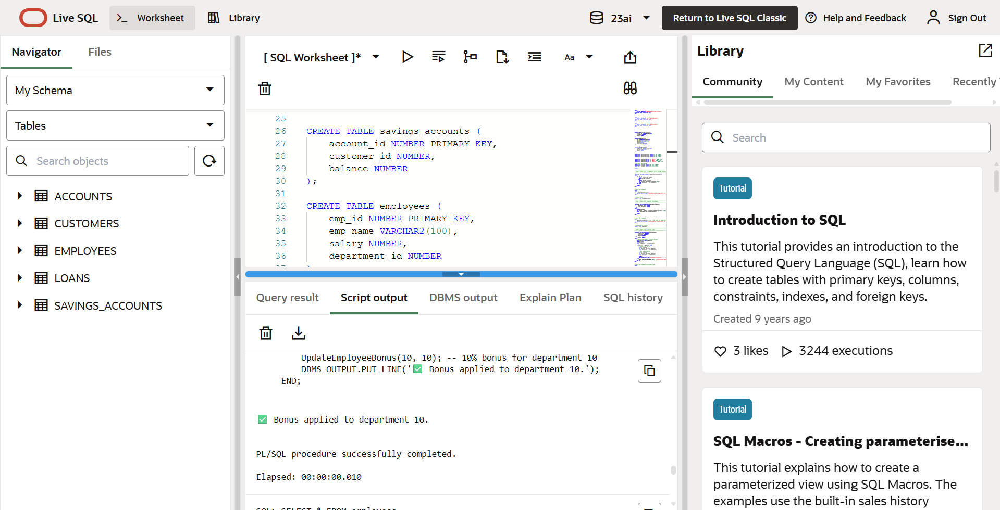 Live SQL
Worksheet
Library
23ai
Return to Live SQL Classic
Help and Feedback
Sign Out
Navigator
Files
My Schema
Tables
Search objects
ACCOUNTS
CUSTOMERS
EMPLOYEES
LOANS
SAVINGS_ACCOUNTS
[ SQL Worksheet ]*
Aa
25
26 CREATE TABLE savings_accounts (
27 account_id NUMBER PRIMARY KEY,
28 customer_id NUMBER,
29 balance NUMBER
30 );
31
32 CREATE TABLE employees (
33 emp_id NUMBER PRIMARY KEY,
34 emp_name VARCHAR2(100),
35 salary NUMBER,
36 department_id NUMBER
Query result
Script output
DBMS output
Explain Plan
SQL history
UpdateEmployeeBonus(10, 10); -- 10% bonus for department 10
DBMS_OUTPUT.PUT_LINE('✅ Bonus applied to department 10.');
END;
✅ Bonus applied to department 10.
PL/SQL procedure successfully completed.
Elapsed: 00:00:00.010
SQL> SELECT * FROM employees
Library
Community
My Content
My Favorites
Recently
Search
Tutorial
Introduction to SQL
This tutorial provides an introduction to the
Structured Query Language (SQL), learn how
to create tables with primary keys, columns,
constraints, indexes, and foreign keys.
Created 9 years ago
3 likes
3244 executions
Tutorial
SQL Macros - Creating parameterise...
This tutorial explains how to create a
parameterized view using SQL Macros. The
examples use the built-in sales history